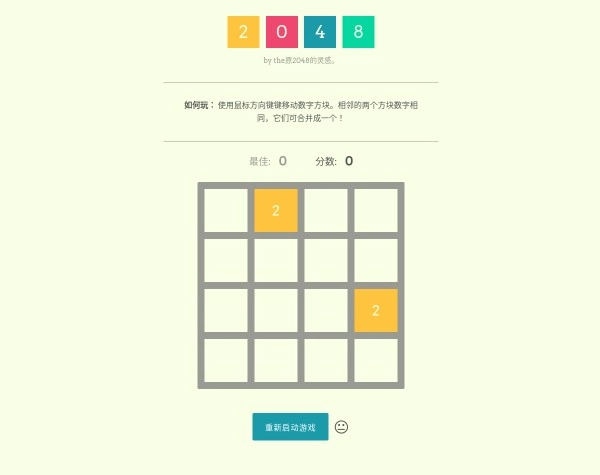 2 0 4 8
by the原2048的灵感。
如何玩： 使用鼠标方向键键移动数字方块。相邻的两个方块数字相
同，它们可合并成一个！
最佳: 0 分数: 0
2
2
重新启动游戏